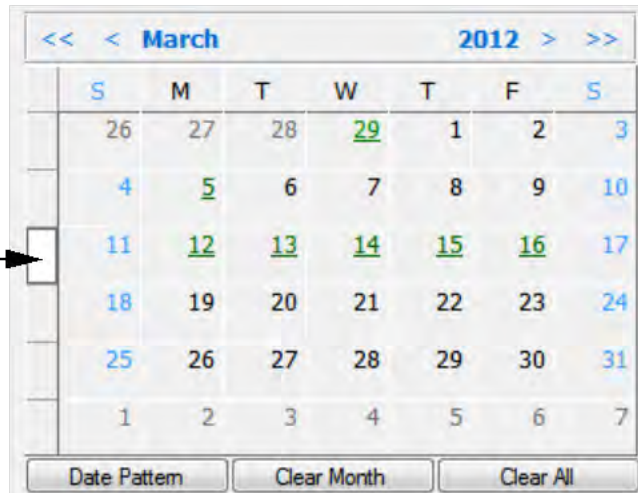 << < March 2012 > >>
S M T W T F S
26 27 28 29 1 2 3
4 5 6 7 8 9 10
11 12 13 14 15 16 17
18 19 20 21 22 23 24
25 26 27 28 29 30 31
1 2 3 4 5 6 7
Date Pattern Clear Month Clear All